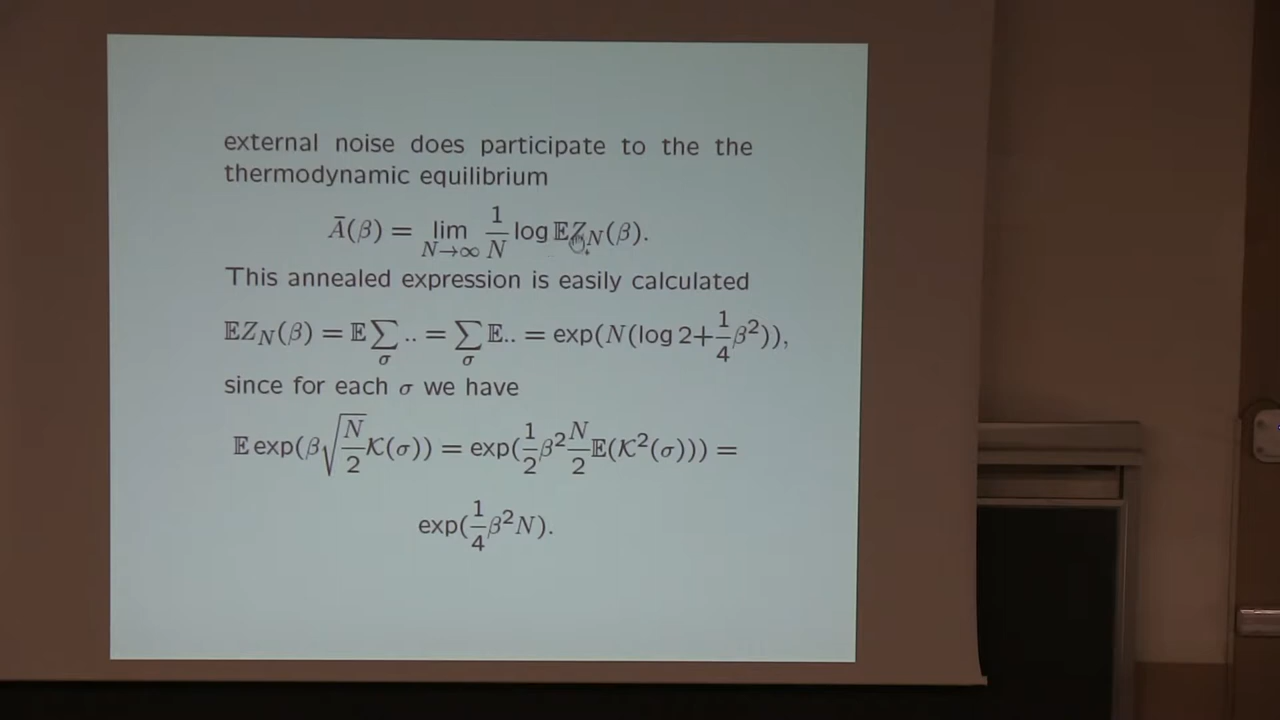 external noise does participate to the the
thermodynamic equilibrium
Ā(β) = lim_{N→∞} 1/N log 𝔼Z_N(β).
This annealed expression is easily calculated
𝔼Z_N(β) = 𝔼∑_σ .. = ∑_σ 𝔼.. = exp(N(log 2+1/4 β²)),
since for each σ we have
𝔼 exp(β√(N/2) 𝒦(σ)) = exp(1/2 β² N/2 𝔼(𝒦²(σ))) =
exp(1/4 β²N).